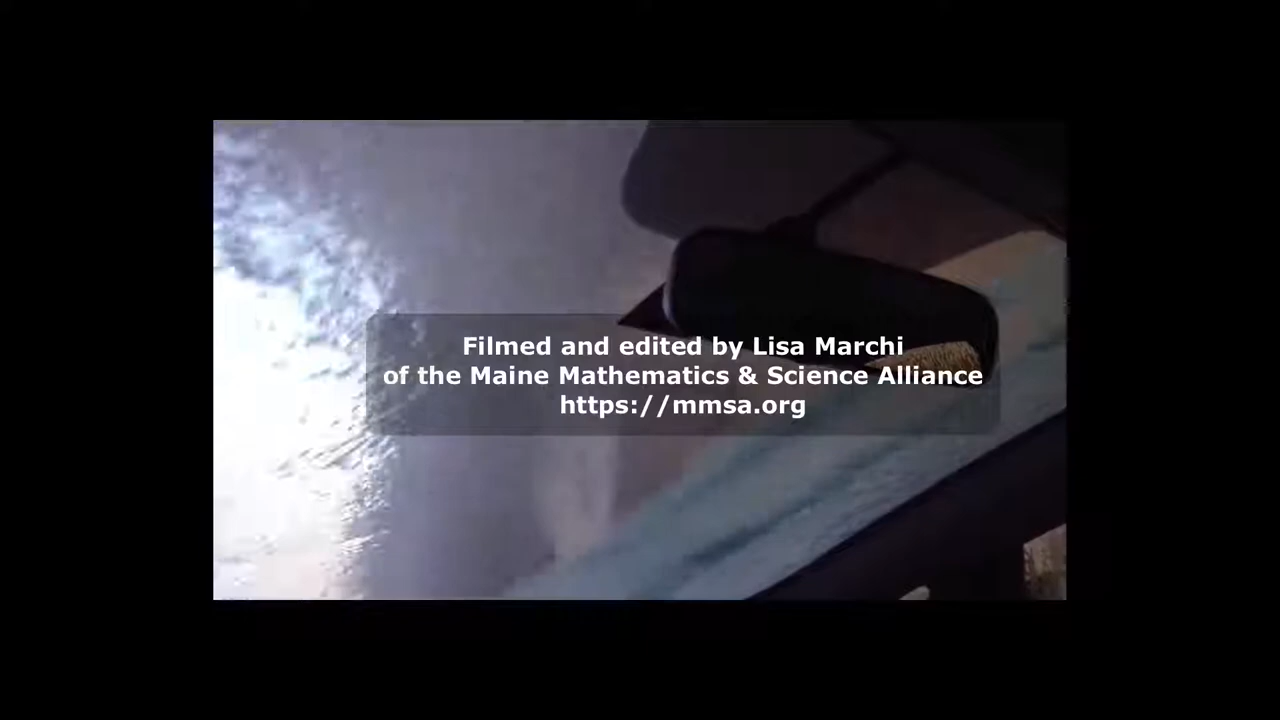 Filmed and edited by Lisa Marchi
of the Maine Mathematics & Science Alliance
https://mmsa.org